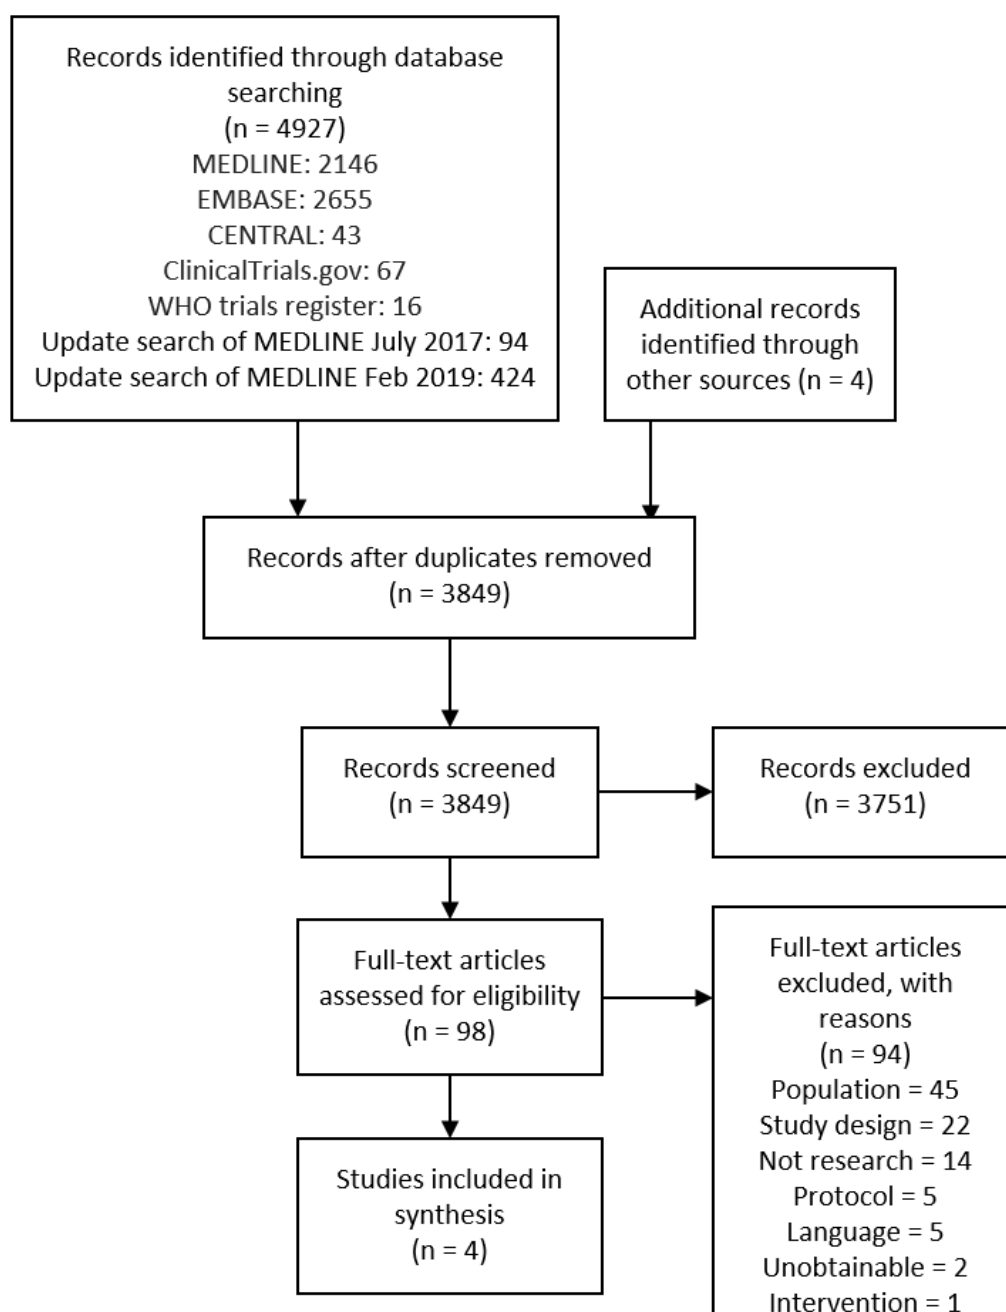 Records identified through database
searching
(n = 4927)
MEDLINE: 2146
EMBASE: 2655
CENTRAL: 43
ClinicalTrials.gov: 67
WHO trials register: 16
Update search of MEDLINE July 2017: 94
Update search of MEDLINE Feb 2019: 424
Additional records
identified through
other sources (n = 4)
Records after duplicates removed
(n = 3849)
Records screened
(n = 3849)
Records excluded
(n = 3751)
Full-text articles
assessed for eligibility
(n = 98)
Full-text articles
excluded, with
reasons
(n = 94)
Population = 45
Study design = 22
Not research = 14
Protocol = 5
Language = 5
Unobtainable = 2
Intervention = 1
Studies included in
synthesis
(n = 4)